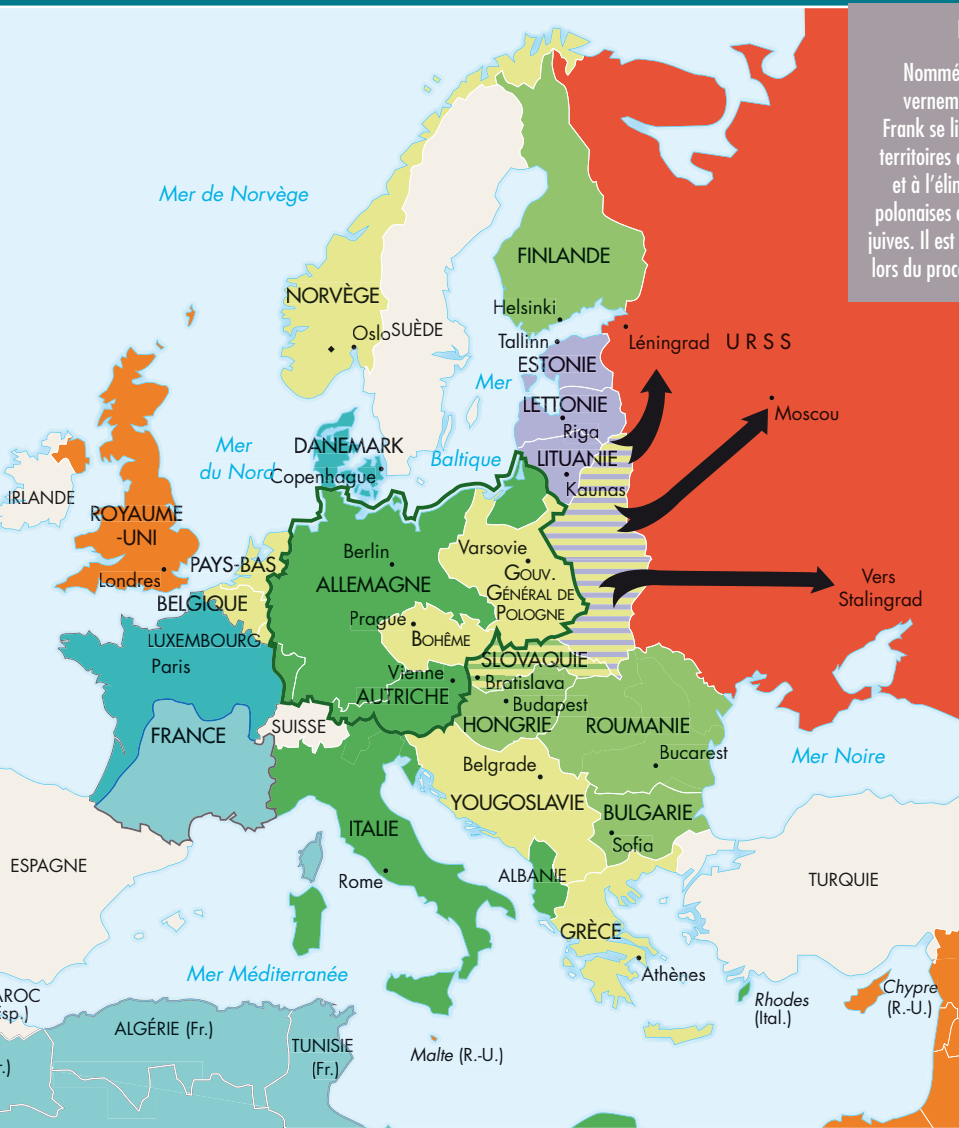 Nommé
vernem
Frank se li
territoires
et à l'élin
polonaises
juives. Il est
lors du proc
Mer de Norvège
FINLANDE
NORVÈGE
Helsinki
Oslo
SUÈDE
Tallinn
Léningrad
URSS
ESTONIE
Mer
Baltique
LETTONIE
Riga
Moscou
Mer
du Nord
DANEMARK
Copenhague
LITUANIE
Kaunas
IRLANDE
ROYAUME
-UNI
Londres
PAYS-BAS
Berlin
ALLEMAGNE
Varsovie
GOUV.
GÉNÉRAL DE
POLOGNE
Vers
Stalingrad
BELGIQUE
LUXEMBOURG
Paris
Prague
BOHÊME
SLOVAQUIE
Bratislava
Vienne
AUTRICHE
Budapest
HONGRIE
ROUMANIE
Bucarest
FRANCE
SUISSE
Mer Noire
Belgrade
YOUGOSLAVIE
BULGARIE
Sofia
ITALIE
Rome
ALBANIE
ESPAGNE
TURQUIE
GRÈCE
Athènes
Mer Méditerranée
Rhodes
(Ital.)
Chypre
(R.-U.)
AROC
sp.)
ALGÉRIE (Fr.)
TUNISIE
(Fr.)
Malte (R.-U.)
r.)